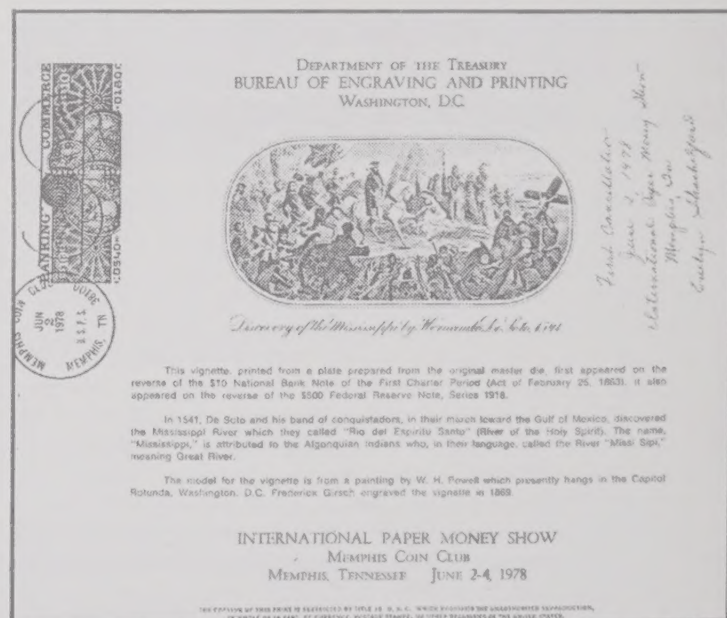 DEPARTMENT OF THE TREASURY
BUREAU OF ENGRAVING AND PRINTING
WASHINGTON, D.C.
BANKING COMMERCE
MEMPHIS COIN CLUB
JUN
2
1978
U.S.P.S.
MEMPHIS, TN
First Cancellation
June 2, 1978
International Paper Money Show
Memphis Tn
Evelyn
Discovery of the Mississippi by Hernando De Soto, 1541
This vignette, printed from a plate prepared from the original master die, first appeared on the
reverse of the $10 National Bank Note of the First Charter Period (Act of February 25, 1863). It also
appeared on the reverse of the $500 Federal Reserve Note, Series 1918.
In 1541, De Soto and his band of conquistadors, in their march toward the Gulf of Mexico, discovered
the Mississippi River which they called "Rio del Espiritu Santo" (River of the Holy Spirit). The name,
"Mississippi," is attributed to the Algonquian Indians who, in their language, called the River "Missi Sipi,"
meaning Great River.
The model for the vignette is from a painting by W. H. Powell which presently hangs in the Capitol
Rotunda, Washington, D.C. Frederick Girsch engraved the vignette in 1869.
INTERNATIONAL PAPER MONEY SHOW
MEMPHIS COIN CLUB
MEMPHIS, TENNESSEE JUNE 2-4, 1978